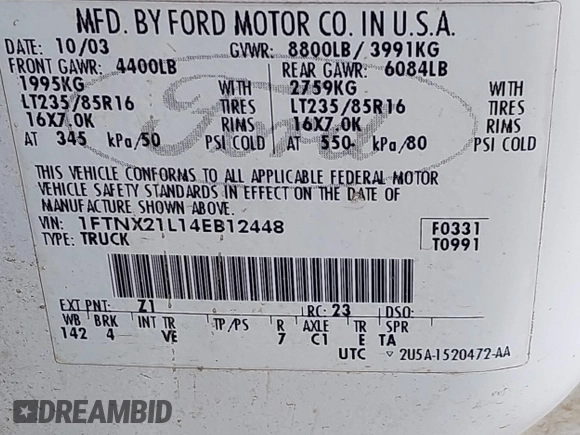 MFD. BY FORD MOTOR CO. IN U.S.A.
DATE: 10/03 GVWR: 8800LB/ 3991KG
FRONT GAWR: 4400LB REAR GAWR: 6084LB
1995KG WITH 2759KG WITH
LT235/85R16 TIRES LT235/85R16 TIRES
16X7.0K RIMS 16X7.0K RIMS
AT 345 kPa/50 PSI COLD AT 550 kPa/80 PSI COLD
Ford
THIS VEHICLE CONFORMS TO ALL APPLICABLE FEDERAL MOTOR
VEHICLE SAFETY STANDARDS IN EFFECT ON THE DATE OF
MANUFACTURE SHOWN ABOVE.
VIN: 1FTNX21L14EB12448 F0331
TYPE: TRUCK T0991
EXT PNT: Z1 RC: 23 DSO:
WB BRK INT TR TP/PS R AXLE TR SPR
142 4 VE 7 C1 E TA
UTC ▽ 2U5A-1520472-AA
DREAMBID